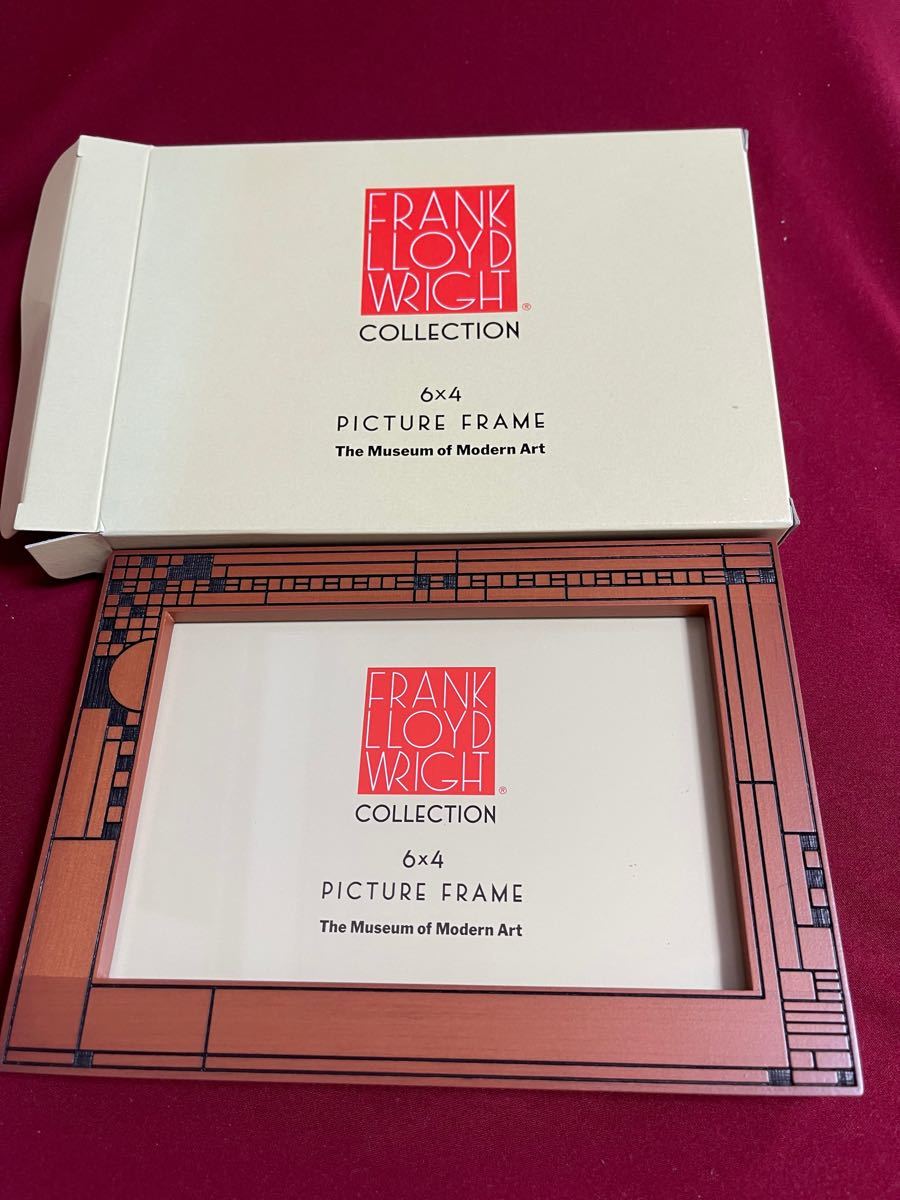 FRANK
LLOYD
WRIGHT
®
COLLECTION
6×4
PICTURE FRAME
The Museum of Modern Art
FRANK
LLOYD
WRIGHT
®
COLLECTION
6×4
PICTURE FRAME
The Museum of Modern Art